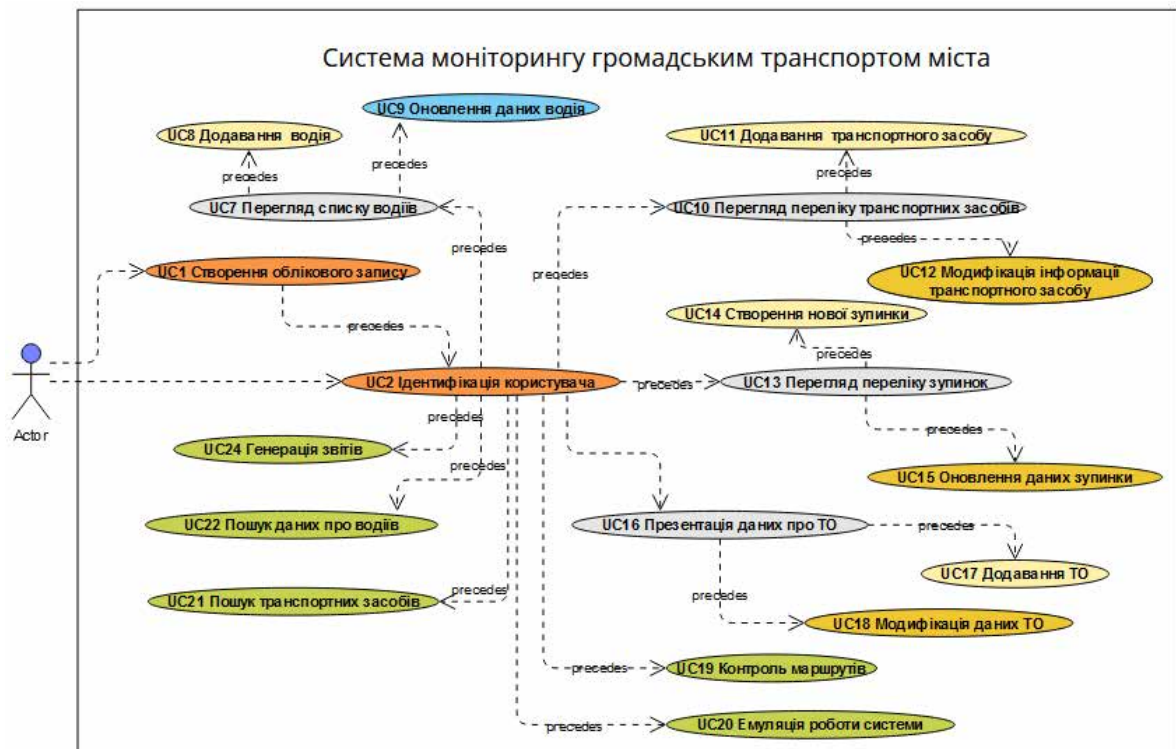 Система моніторингу громадським транспортом міста
UC9 Оновлення даних водія
UC8 Додавання водія
UC11 Додавання транспортного засобу
precedes
precedes
precedes
UC7 Перегляд списку водіїв
UC10 Перегляд переліку транспортних засобів
precedes
precedes
precedes
UC1 Створення облікового запису
UC12 Модифікація інформації
транспортного засобу
UC14 Створення нової зупинки
precedes
precedes
UC2 Ідентифікація користувача
precedes
UC13 Перегляд переліку зупинок
Actor
precedes
precedes
UC24 Генерація звітів
precedes
precedes
UC15 Оновлення даних зупинки
UC22 Пошук даних про водіїв
UC16 Презентація даних про ТО
precedes
UC17 Додавання ТО
precedes
UC21 Пошук транспортних засобів
precedes
UC18 Модифікація даних ТО
precedes
UC19 Контроль маршрутів
precedes
UC20 Емуляція роботи системи